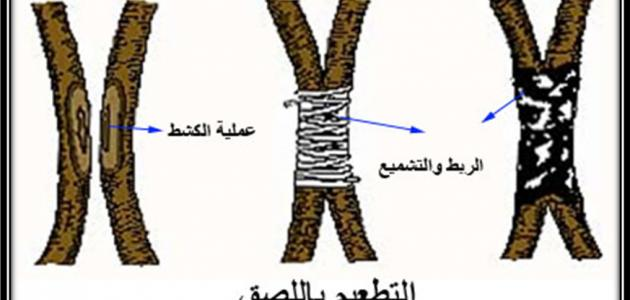 عملية الكشط
الربط والتشميع
التطعيم باللصق